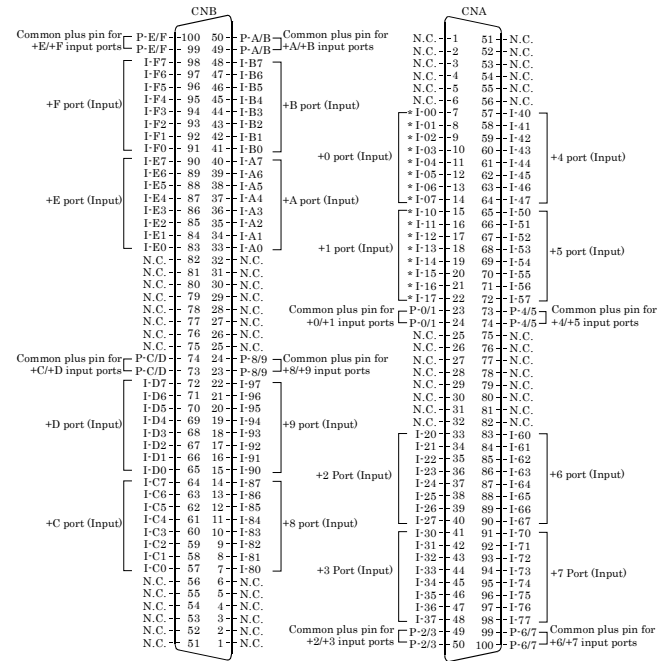 CNB
Common plus pin for +E/+F input ports
P-E/F 100 50 P-A/B
P-E/F 99 49 P-A/B
Common plus pin for +A/+B input ports
+F port (Input)
I-F7 98 48 I-B7
I-F6 97 47 I-B6
I-F5 96 46 I-B5
I-F4 95 45 I-B4
I-F3 94 44 I-B3
I-F2 93 43 I-B2
I-F1 92 42 I-B1
I-F0 91 41 I-B0
+B port (Input)
+E port (Input)
I-E7 90 40 I-A7
I-E6 89 39 I-A6
I-E5 88 38 I-A5
I-E4 87 37 I-A4
I-E3 86 36 I-A3
I-E2 85 35 I-A2
I-E1 84 34 I-A1
I-E0 83 33 I-A0
+A port (Input)
N.C. 82 32 N.C.
N.C. 81 31 N.C.
N.C. 80 30 N.C.
N.C. 79 29 N.C.
N.C. 78 28 N.C.
N.C. 77 27 N.C.
N.C. 76 26 N.C.
N.C. 75 25 N.C.
Common plus pin for +C/+D input ports
P-C/D 74 24 P-8/9
P-C/D 73 23 P-8/9
Common plus pin for +8/+9 input ports
+D port (Input)
I-D7 72 22 I-97
I-D6 71 21 I-96
I-D5 70 20 I-95
I-D4 69 19 I-94
I-D3 68 18 I-93
I-D2 67 17 I-92
I-D1 66 16 I-91
I-D0 65 15 I-90
+9 port (Input)
+C port (Input)
I-C7 64 14 I-87
I-C6 63 13 I-86
I-C5 62 12 I-85
I-C4 61 11 I-84
I-C3 60 10 I-83
I-C2 59 9 I-82
I-C1 58 8 I-81
I-C0 57 7 I-80
+8 port (Input)
N.C. 56 6 N.C.
N.C. 55 5 N.C.
N.C. 54 4 N.C.
N.C. 53 3 N.C.
N.C. 52 2 N.C.
N.C. 51 1 N.C.
CNA
N.C. 1 51 N.C.
N.C. 2 52 N.C.
N.C. 3 53 N.C.
N.C. 4 54 N.C.
N.C. 5 55 N.C.
N.C. 6 56 N.C.
+0 port (Input)
* I-00 7 57 I-40
* I-01 8 58 I-41
* I-02 9 59 I-42
* I-03 10 60 I-43
* I-04 11 61 I-44
* I-05 12 62 I-45
* I-06 13 63 I-46
* I-07 14 64 I-47
+4 port (Input)
+1 port (Input)
* I-10 15 65 I-50
* I-11 16 66 I-51
* I-12 17 67 I-52
* I-13 18 68 I-53
* I-14 19 69 I-54
* I-15 20 70 I-55
* I-16 21 71 I-56
* I-17 22 72 I-57
+5 port (Input)
Common plus pin for +0/+1 input ports
P-0/1 23 73 P-4/5
P-0/1 24 74 P-4/5
Common plus pin for +4/+5 input ports
N.C. 25 75 N.C.
N.C. 26 76 N.C.
N.C. 27 77 N.C.
N.C. 28 78 N.C.
N.C. 29 79 N.C.
N.C. 30 80 N.C.
N.C. 31 81 N.C.
N.C. 32 82 N.C.
+2 Port (Input)
I-20 33 83 I-60
I-21 34 84 I-61
I-22 35 85 I-62
I-23 36 86 I-63
I-24 37 87 I-64
I-25 38 88 I-65
I-26 39 89 I-66
I-27 40 90 I-67
+6 port (Input)
+3 Port (Input)
I-30 41 91 I-70
I-31 42 92 I-71
I-32 43 93 I-72
I-33 44 94 I-73
I-34 45 95 I-74
I-35 46 96 I-75
I-36 47 97 I-76
I-37 48 98 I-77
+7 Port (Input)
Common plus pin for +2/+3 input ports
P-2/3 49 99 P-6/7
P-2/3 50 100 P-6/7
Common plus pin for +6/+7 input ports